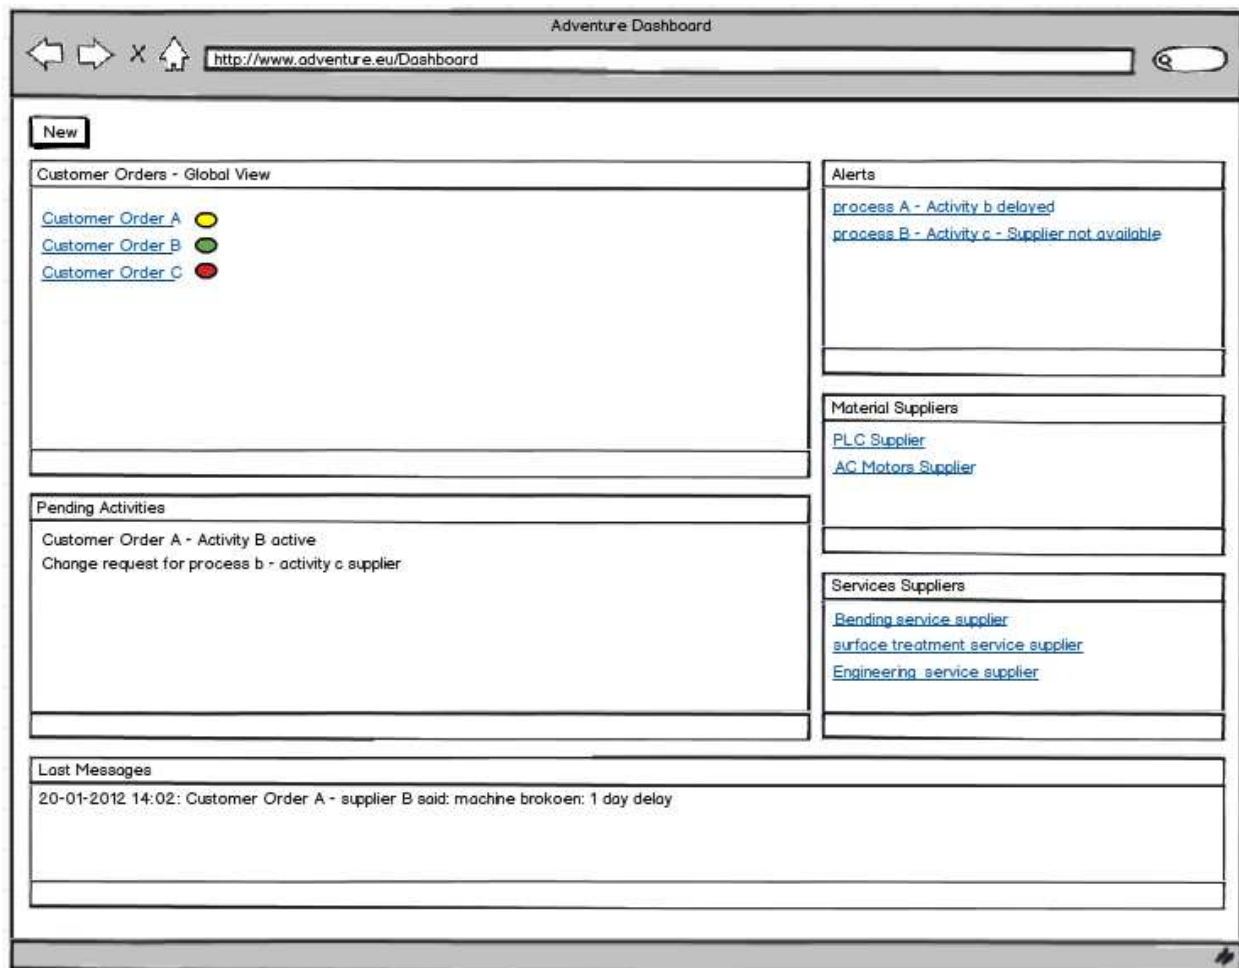 Adventure Dashboard
X
http://www.adventure.eu/Dashboard
New
Customer Orders - Global View
Customer Order A
Customer Order B
Customer Order C
Alerts
process A - Activity b delayed
process B - Activity c - Supplier not available
Material Suppliers
PLC Supplier
AC Motors Supplier
Pending Activities
Customer Order A - Activity B active
Change request for process b - activity c supplier
Services Suppliers
Bending service supplier
surface treatment service supplier
Engineering service supplier
Last Messages
20-01-2012 14:02: Customer Order A - supplier B said: machine brokoen: 1 day delay